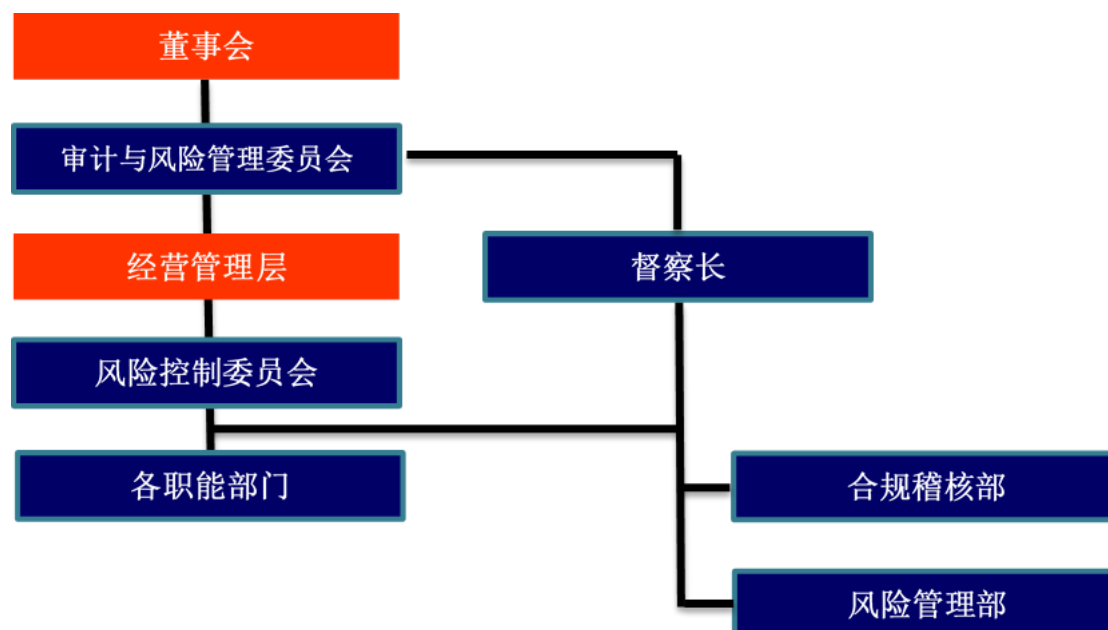 董事会
审计与风险管理委员会
经营管理层
督察长
风险控制委员会
各职能部门
合规稽核部
风险管理部